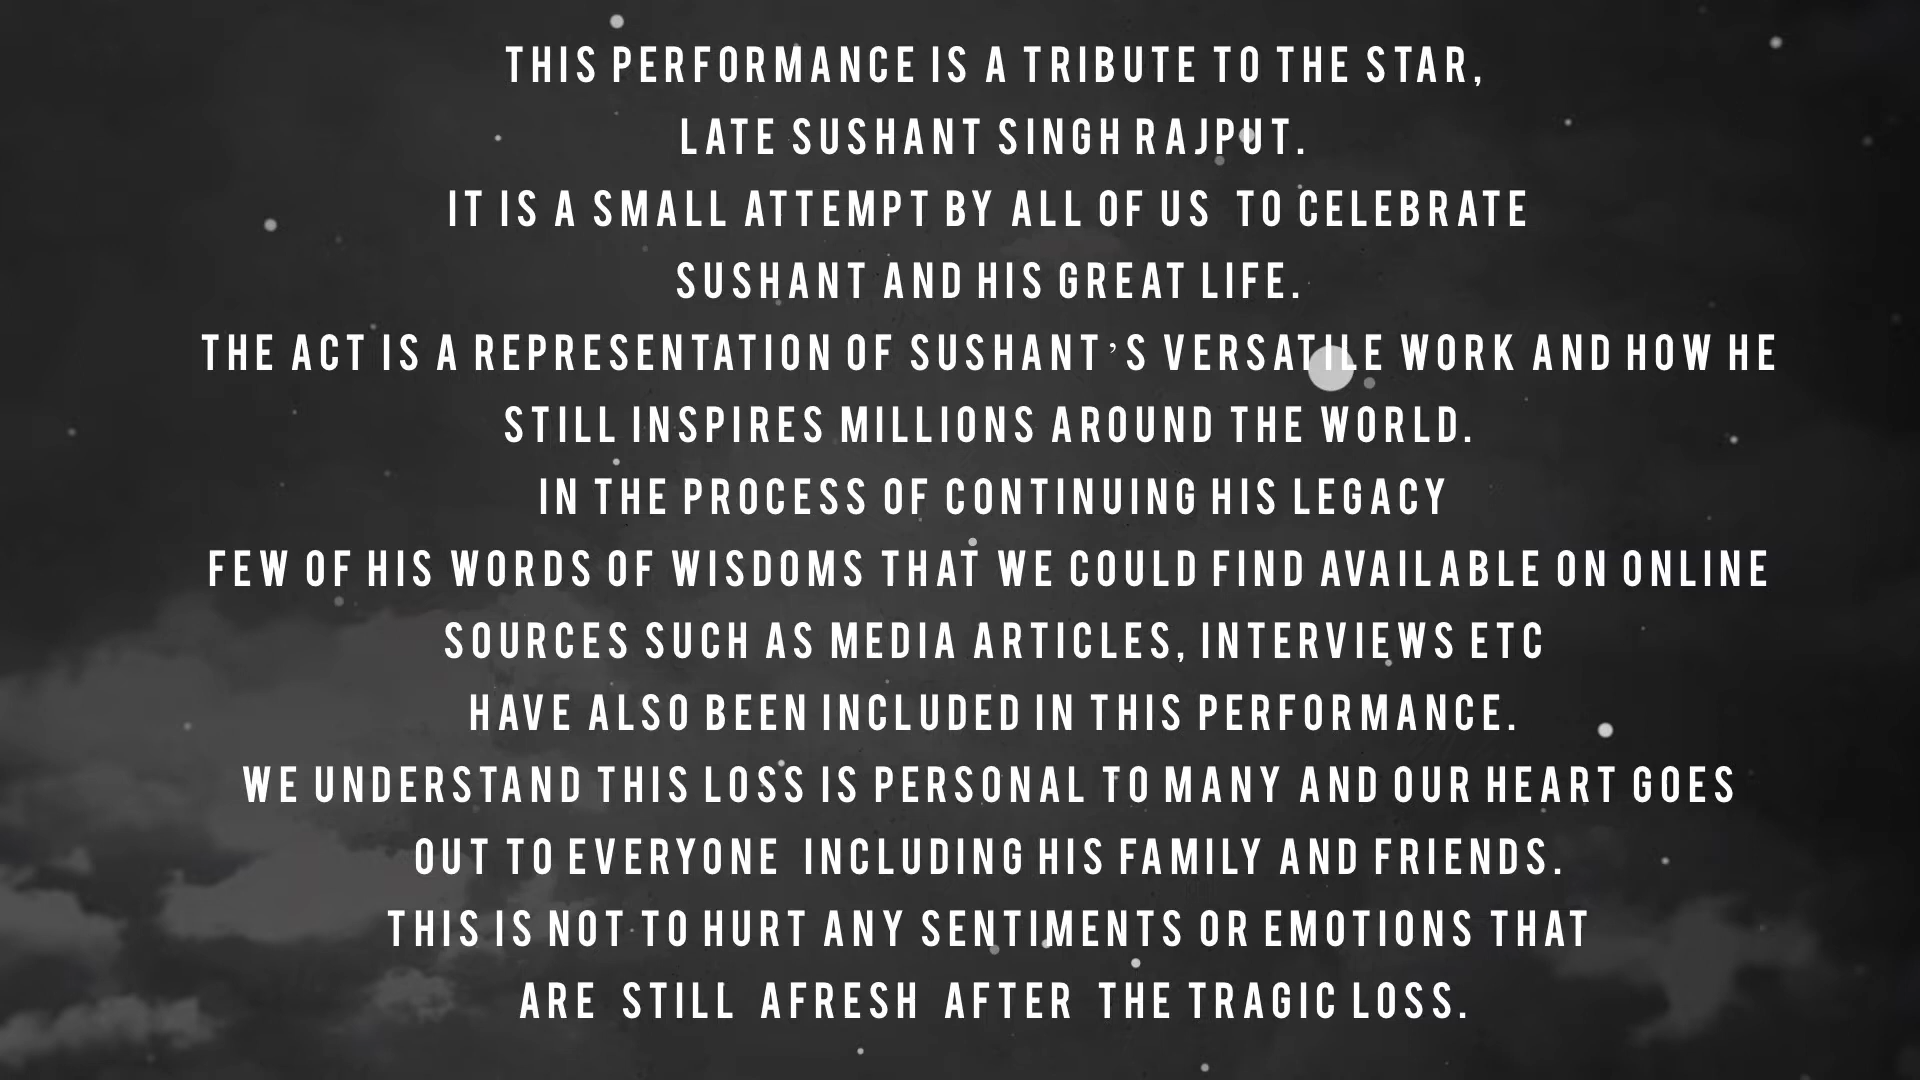 THIS PERFORMANCE IS A TRIBUTE TO THE STAR,
LATE SUSHANT SINGH RAJPUT.
IT IS A SMALL ATTEMPT BY ALL OF US TO CELEBRATE
SUSHANT AND HIS GREAT LIFE.
THE ACT IS A REPRESENTATION OF SUSHANT'S VERSATILE WORK AND HOW HE
STILL INSPIRES MILLIONS AROUND THE WORLD.
IN THE PROCESS OF CONTINUING HIS LEGACY
FEW OF HIS WORDS OF WISDOMS THAT WE COULD FIND AVAILABLE ON ONLINE
SOURCES SUCH AS MEDIA ARTICLES, INTERVIEWS ETC
HAVE ALSO BEEN INCLUDED IN THIS PERFORMANCE.
WE UNDERSTAND THIS LOSS IS PERSONAL TO MANY AND OUR HEART GOES
OUT TO EVERYONE INCLUDING HIS FAMILY AND FRIENDS.
THIS IS NOT TO HURT ANY SENTIMENTS OR EMOTIONS THAT
ARE STILL AFRESH AFTER THE TRAGIC LOSS.